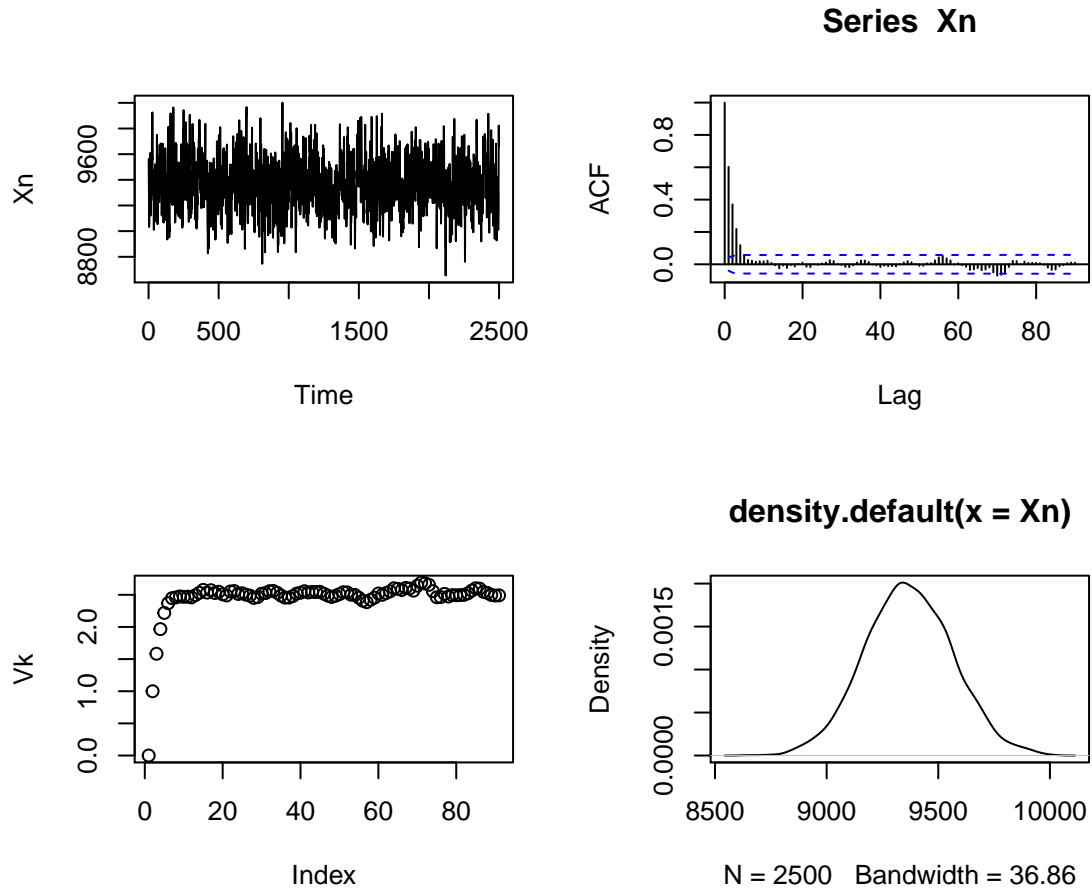 Series Xn
Xn
8800
9600
0
500
1500
2500
Time
ACF
0.0
0.4
0.8
0
20
40
60
80
Lag
Vk
0.0
1.0
2.0
0
20
40
60
80
Index
density.default(x = Xn)
Density
0.0000
0.0015
8500
9000
9500
10000
N = 2500 Bandwidth = 36.86